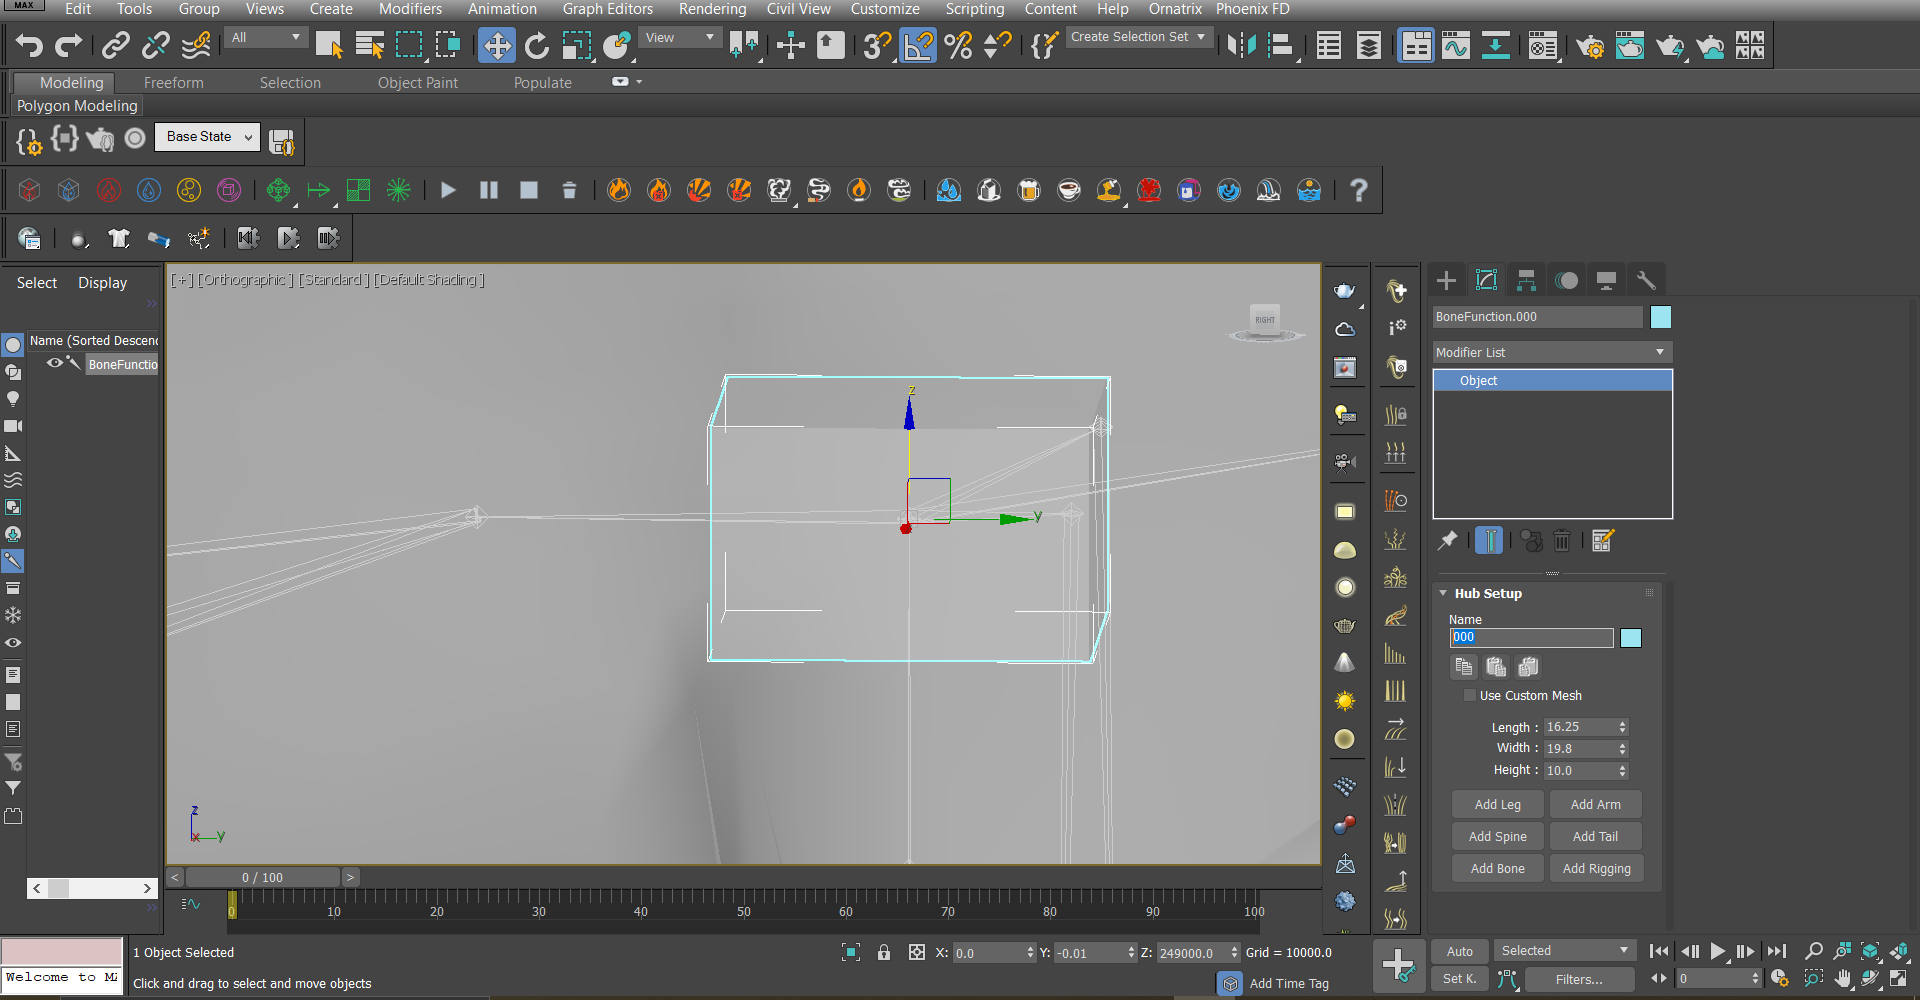 MAX
Edit Tools Group Views Create Modifiers Animation Graph Editors Rendering Civil View Customize Scripting Content Help Ornatrix Phoenix FD
All
View
Create Selection Set
Modeling Freeform Selection Object Paint Populate
Polygon Modeling
Base State
Select Display
[+] [Orthographic] [Standard] [Default Shading]
RIGHT
BoneFunction.000
Name (Sorted Descend
BoneFunctio
Modifier List
Object
z
y
Hub Setup
Name
000
Use Custom Mesh
Length : 16.25
Width : 19.8
Height : 10.0
Add Leg Add Arm
Add Spine Add Tail
Add Bone Add Rigging
z
x y
< 0 / 100 >
0 10 20 30 40 50 60 70 80 90 100
1 Object Selected
X: 0.0 Y: -0.01 Z: 249000.0 Grid = 10000.0
Auto Selected
Welcome to MA
Click and drag to select and move objects
Add Time Tag
Set K. Filters... 0